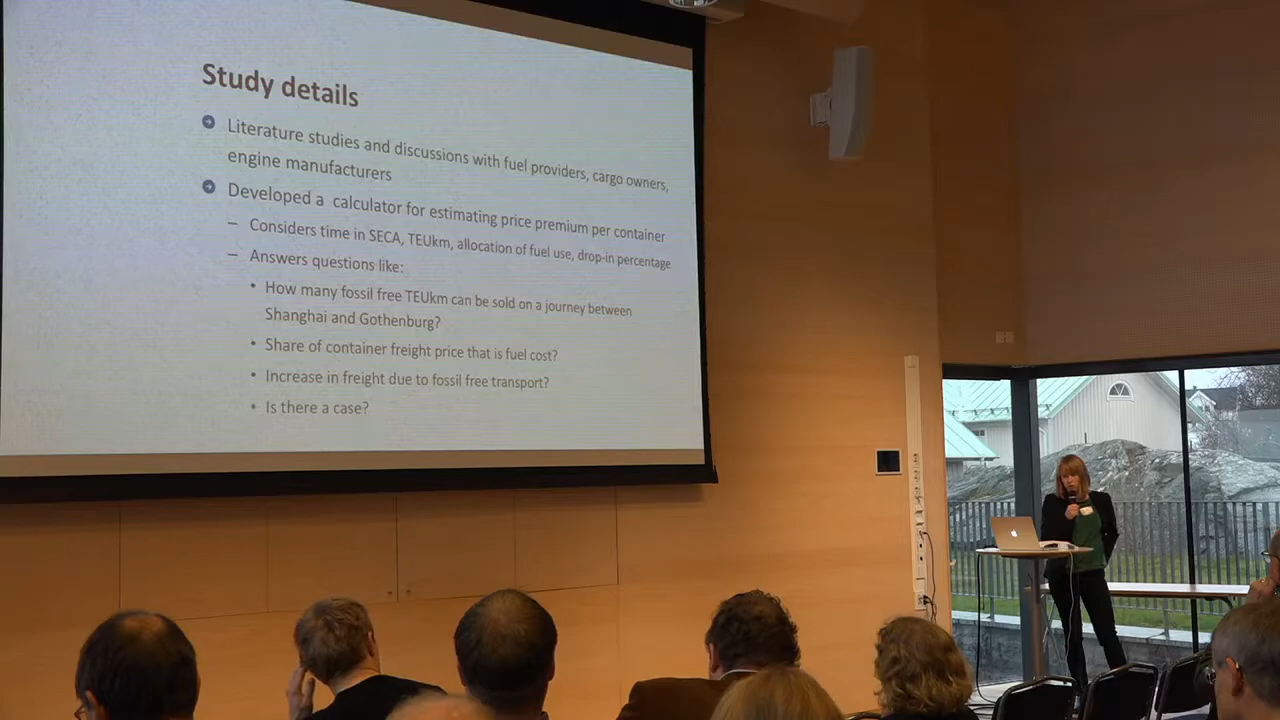 Study details
Literature studies and discussions with fuel providers, cargo owners,
engine manufacturers
Developed a calculator for estimating price premium per container
– Considers time in SECA, TEUkm, allocation of fuel use, drop-in percentage
– Answers questions like:
• How many fossil free TEUkm can be sold on a journey between
Shanghai and Gothenburg?
• Share of container freight price that is fuel cost?
• Increase in freight due to fossil free transport?
• Is there a case?